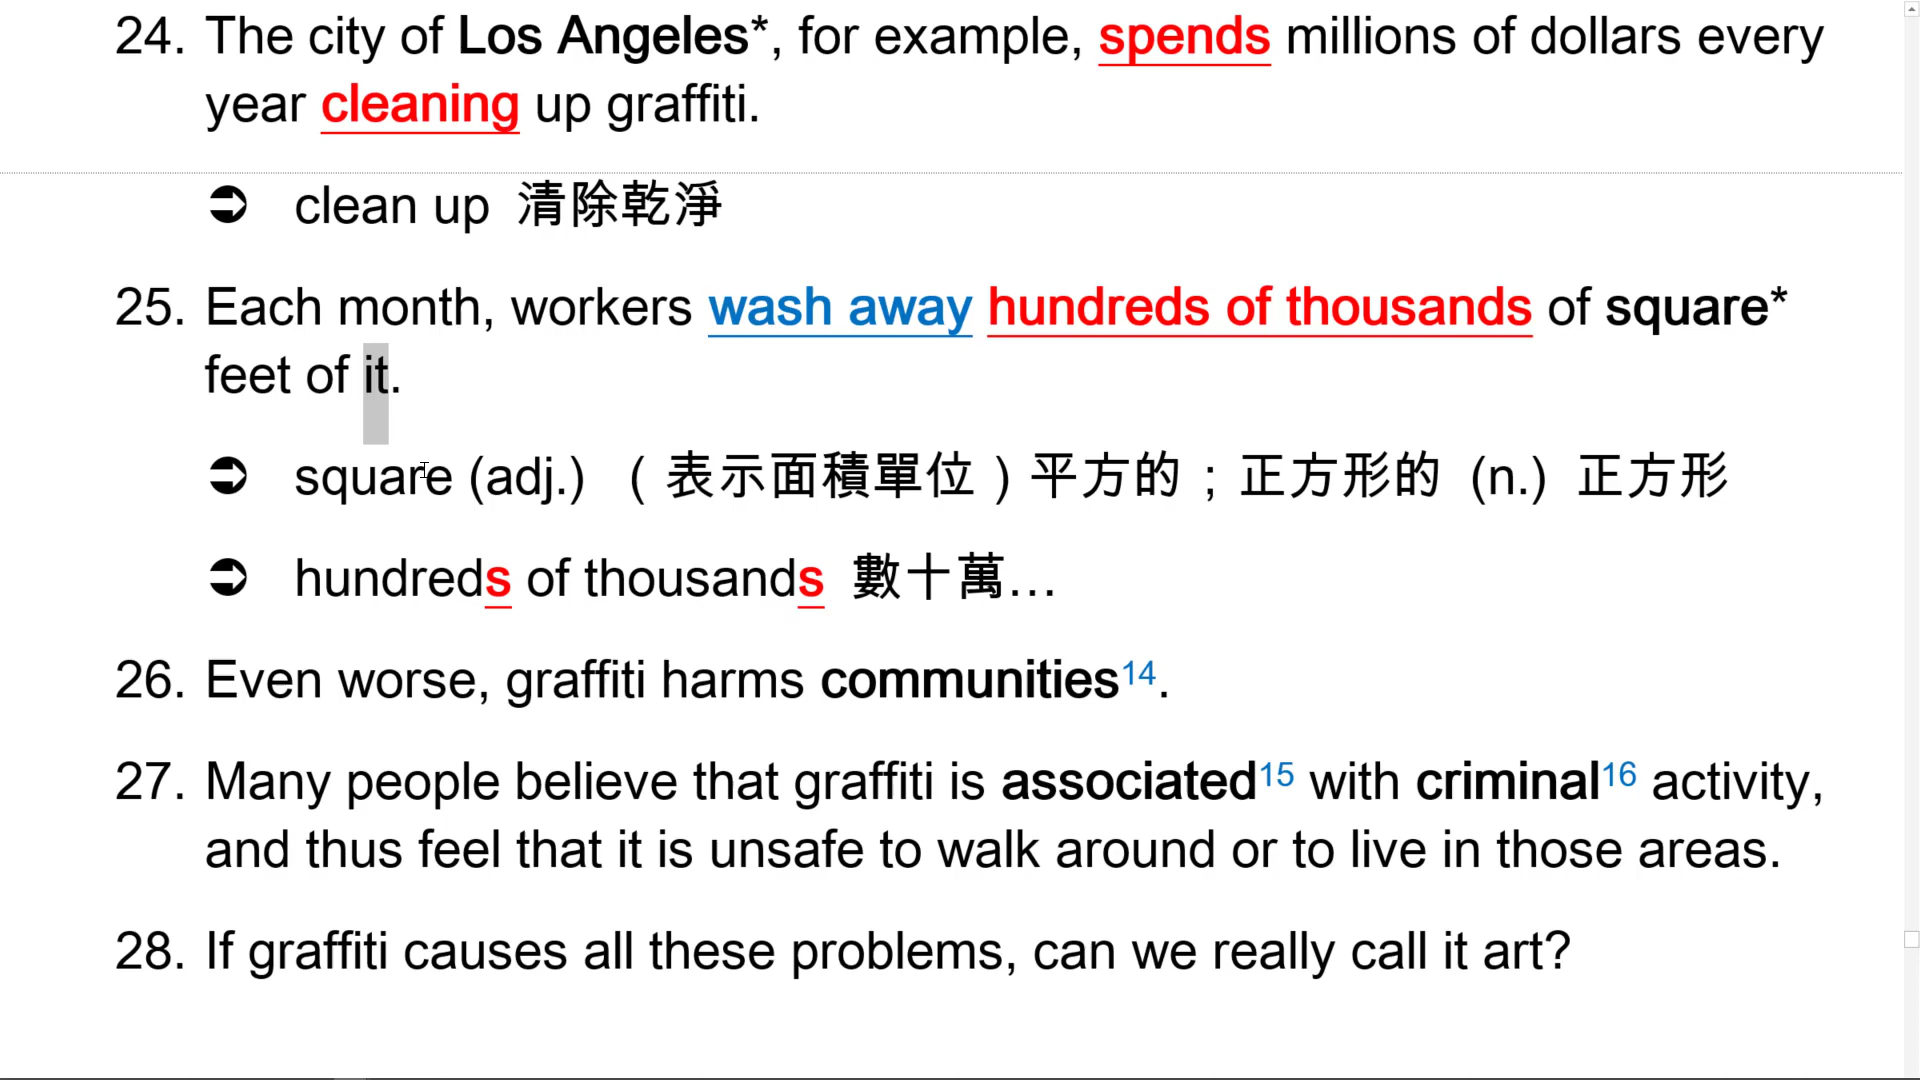 24. The city of Los Angeles*, for example, spends millions of dollars every
year cleaning up graffiti.
➲ clean up 清除乾淨
25. Each month, workers wash away hundreds of thousands of square*
feet of it.
➲ square (adj.) （表示面積單位）平方的；正方形的 (n.) 正方形
➲ hundreds of thousands 數十萬…
26. Even worse, graffiti harms communities14.
27. Many people believe that graffiti is associated15 with criminal16 activity,
and thus feel that it is unsafe to walk around or to live in those areas.
28. If graffiti causes all these problems, can we really call it art?